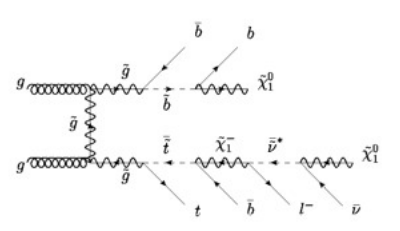 b̄ b
g g̃ b̃ χ̃₁⁰
g̃
g g̃ t̃̄ χ̃₁⁻ ν̃̄* χ̃₁⁰
t b̄ l⁻ ν̄